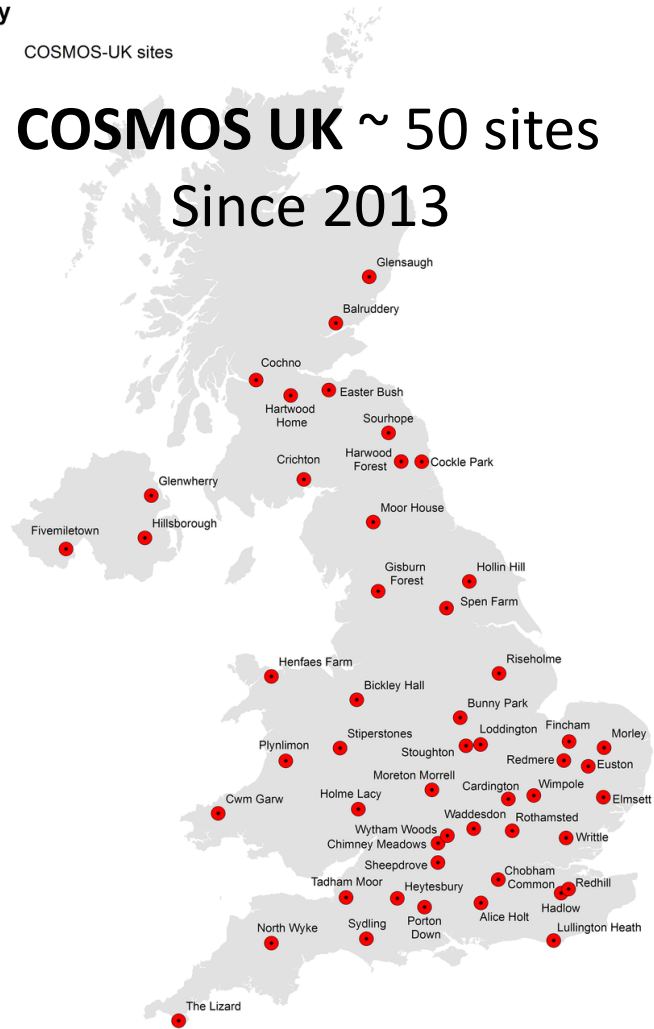 y
COSMOS-UK sites
COSMOS UK ~ 50 sites
Since 2013
Glensaugh
Balruddery
Cochno
Easter Bush
Hartwood
Home
Sourhope
Harwood
Forest
Cockle Park
Crichton
Glenwherry
Moor House
Hillsborough
Fivemiletown
Gisburn
Forest
Hollin Hill
Spen Farm
Henfaes Farm
Riseholme
Bickley Hall
Bunny Park
Fincham
Loddington
Morley
Stiperstones
Stoughton
Plynlimon
Redmere
Euston
Moreton Morrell
Cardington
Wimpole
Elmsett
Cwm Garw
Holme Lacy
Waddesdon
Rothamsted
Wytham Woods
Writtle
Chimney Meadows
Sheepdrove
Chobham
Common
Redhill
Tadham Moor
Heytesbury
Hadlow
Alice Holt
Porton
Down
North Wyke
Sydling
Lullington Heath
The Lizard